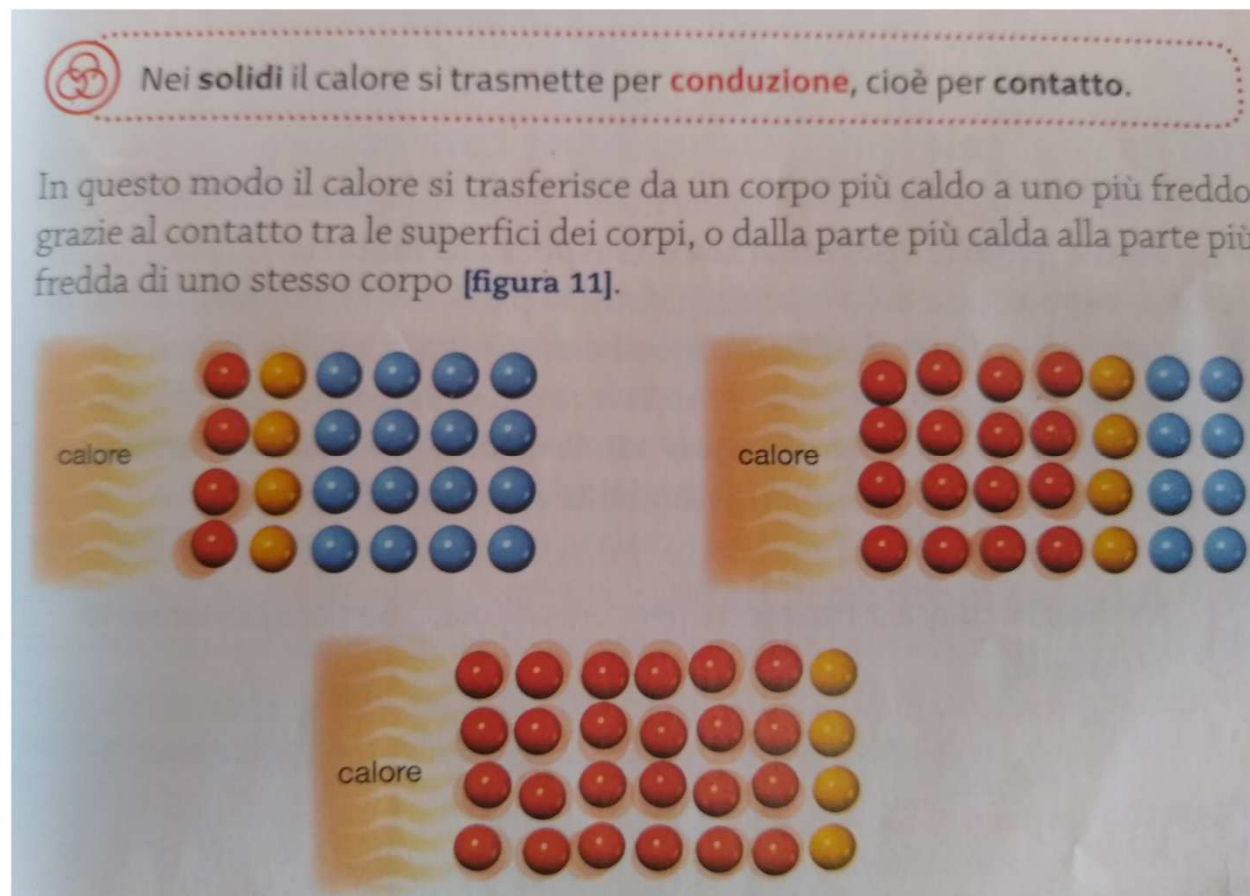 Nei solidi il calore si trasmette per conduzione, cioè per contatto.
In questo modo il calore si trasferisce da un corpo più caldo a uno più freddo
grazie al contatto tra le superfici dei corpi, o dalla parte più calda alla parte più
fredda di uno stesso corpo [figura 11].
calore
calore
calore